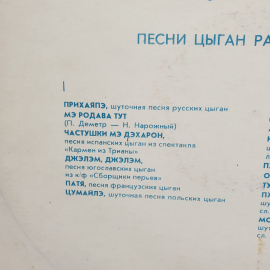 ПЕСНИ ЦЫГАН РА
I
ПРИХАЯПЭ, шуточная песня русских цыган
МЭ РОДАВА ТУТ
(П. Деметр — Н. Нарожный)
ЧАСТУШКИ МЭ ДЭХАРОН,
песня испанских цыган из спектакля
«Кармен из Трианы»
ДЖЭЛЭМ, ДЖЭЛЭМ,
песня югославских цыган
из к/ф «Сборщики перьев»
ПАТЯ, песня французских цыган
ЦУМАЙЛЭ, шуточная песня польских цыган